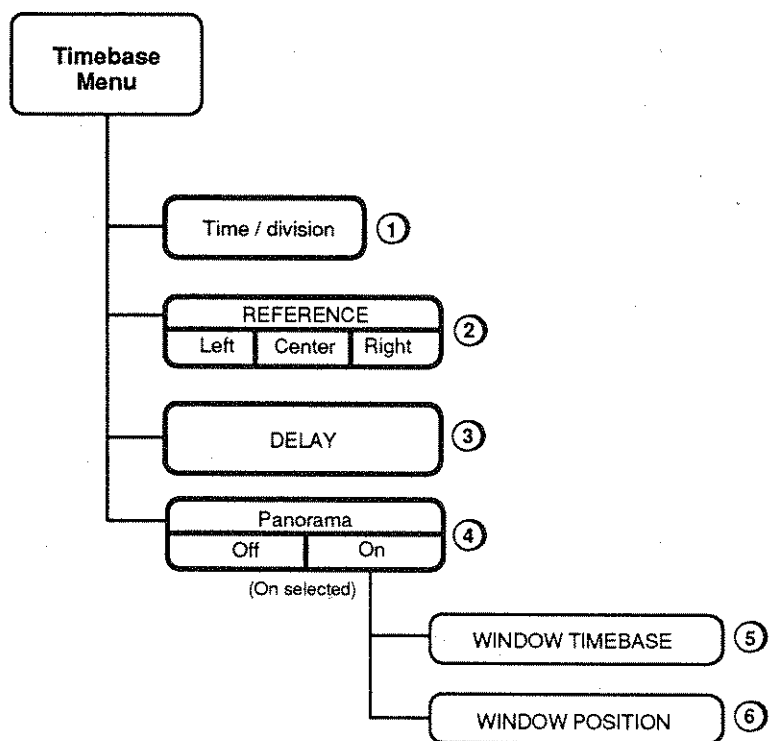 Timebase
Menu
Time / division
1
REFERENCE
2
Left
Center
Right
DELAY
3
Panorama
4
Off
On
(On selected)
WINDOW TIMEBASE
5
WINDOW POSITION
6